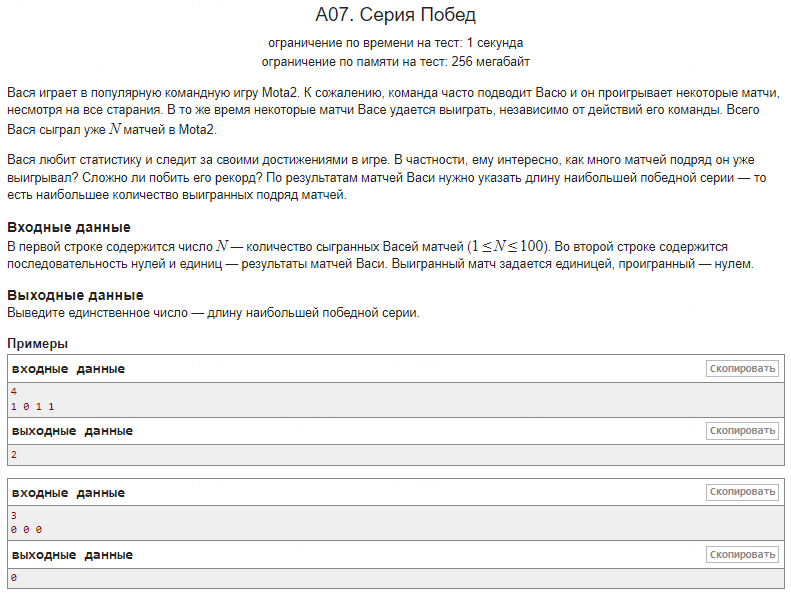 A07. Серия Побед
ограничение по времени на тест: 1 секунда
ограничение по памяти на тест: 256 мегабайт
Вася играет в популярную командную игру Mota2. К сожалению, команда часто подводит Васю и он проигрывает некоторые матчи,
несмотря на все старания. В то же время некоторые матчи Васе удается выиграть, независимо от действий его команды. Всего
Вася сыграл уже N матчей в Mota2.
Вася любит статистику и следит за своими достижениями в игре. В частности, ему интересно, как много матчей подряд он уже
выигрывал? Сложно ли побить его рекорд? По результатам матчей Васи нужно указать длину наибольшей победной серии — то
есть наибольшее количество выигранных подряд матчей.
Входные данные
В первой строке содержится число N — количество сыгранных Васей матчей (1 ≤ N ≤ 100). Во второй строке содержится
последовательность нулей и единиц — результаты матчей Васи. Выигранный матч задается единицей, проигранный — нулем.
Выходные данные
Выведите единственное число — длину наибольшей победной серии.
Примеры
входные данные Скопировать
4
1 0 1 1
выходные данные Скопировать
2
входные данные Скопировать
3
0 0 0
выходные данные Скопировать
0